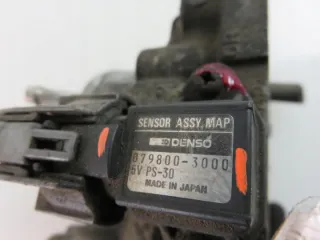 SENSOR ASSY,MAP
DENSO
079800-3000
5V PS-30
MADE IN JAPAN